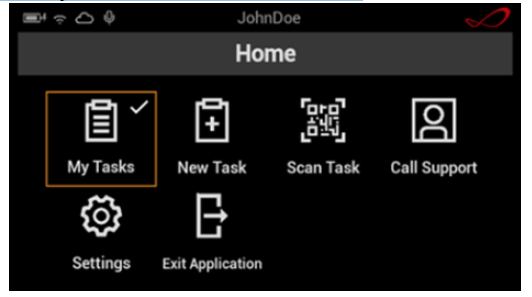 JohnDoe
Home
My Tasks New Task Scan Task Call Support
Settings Exit Application